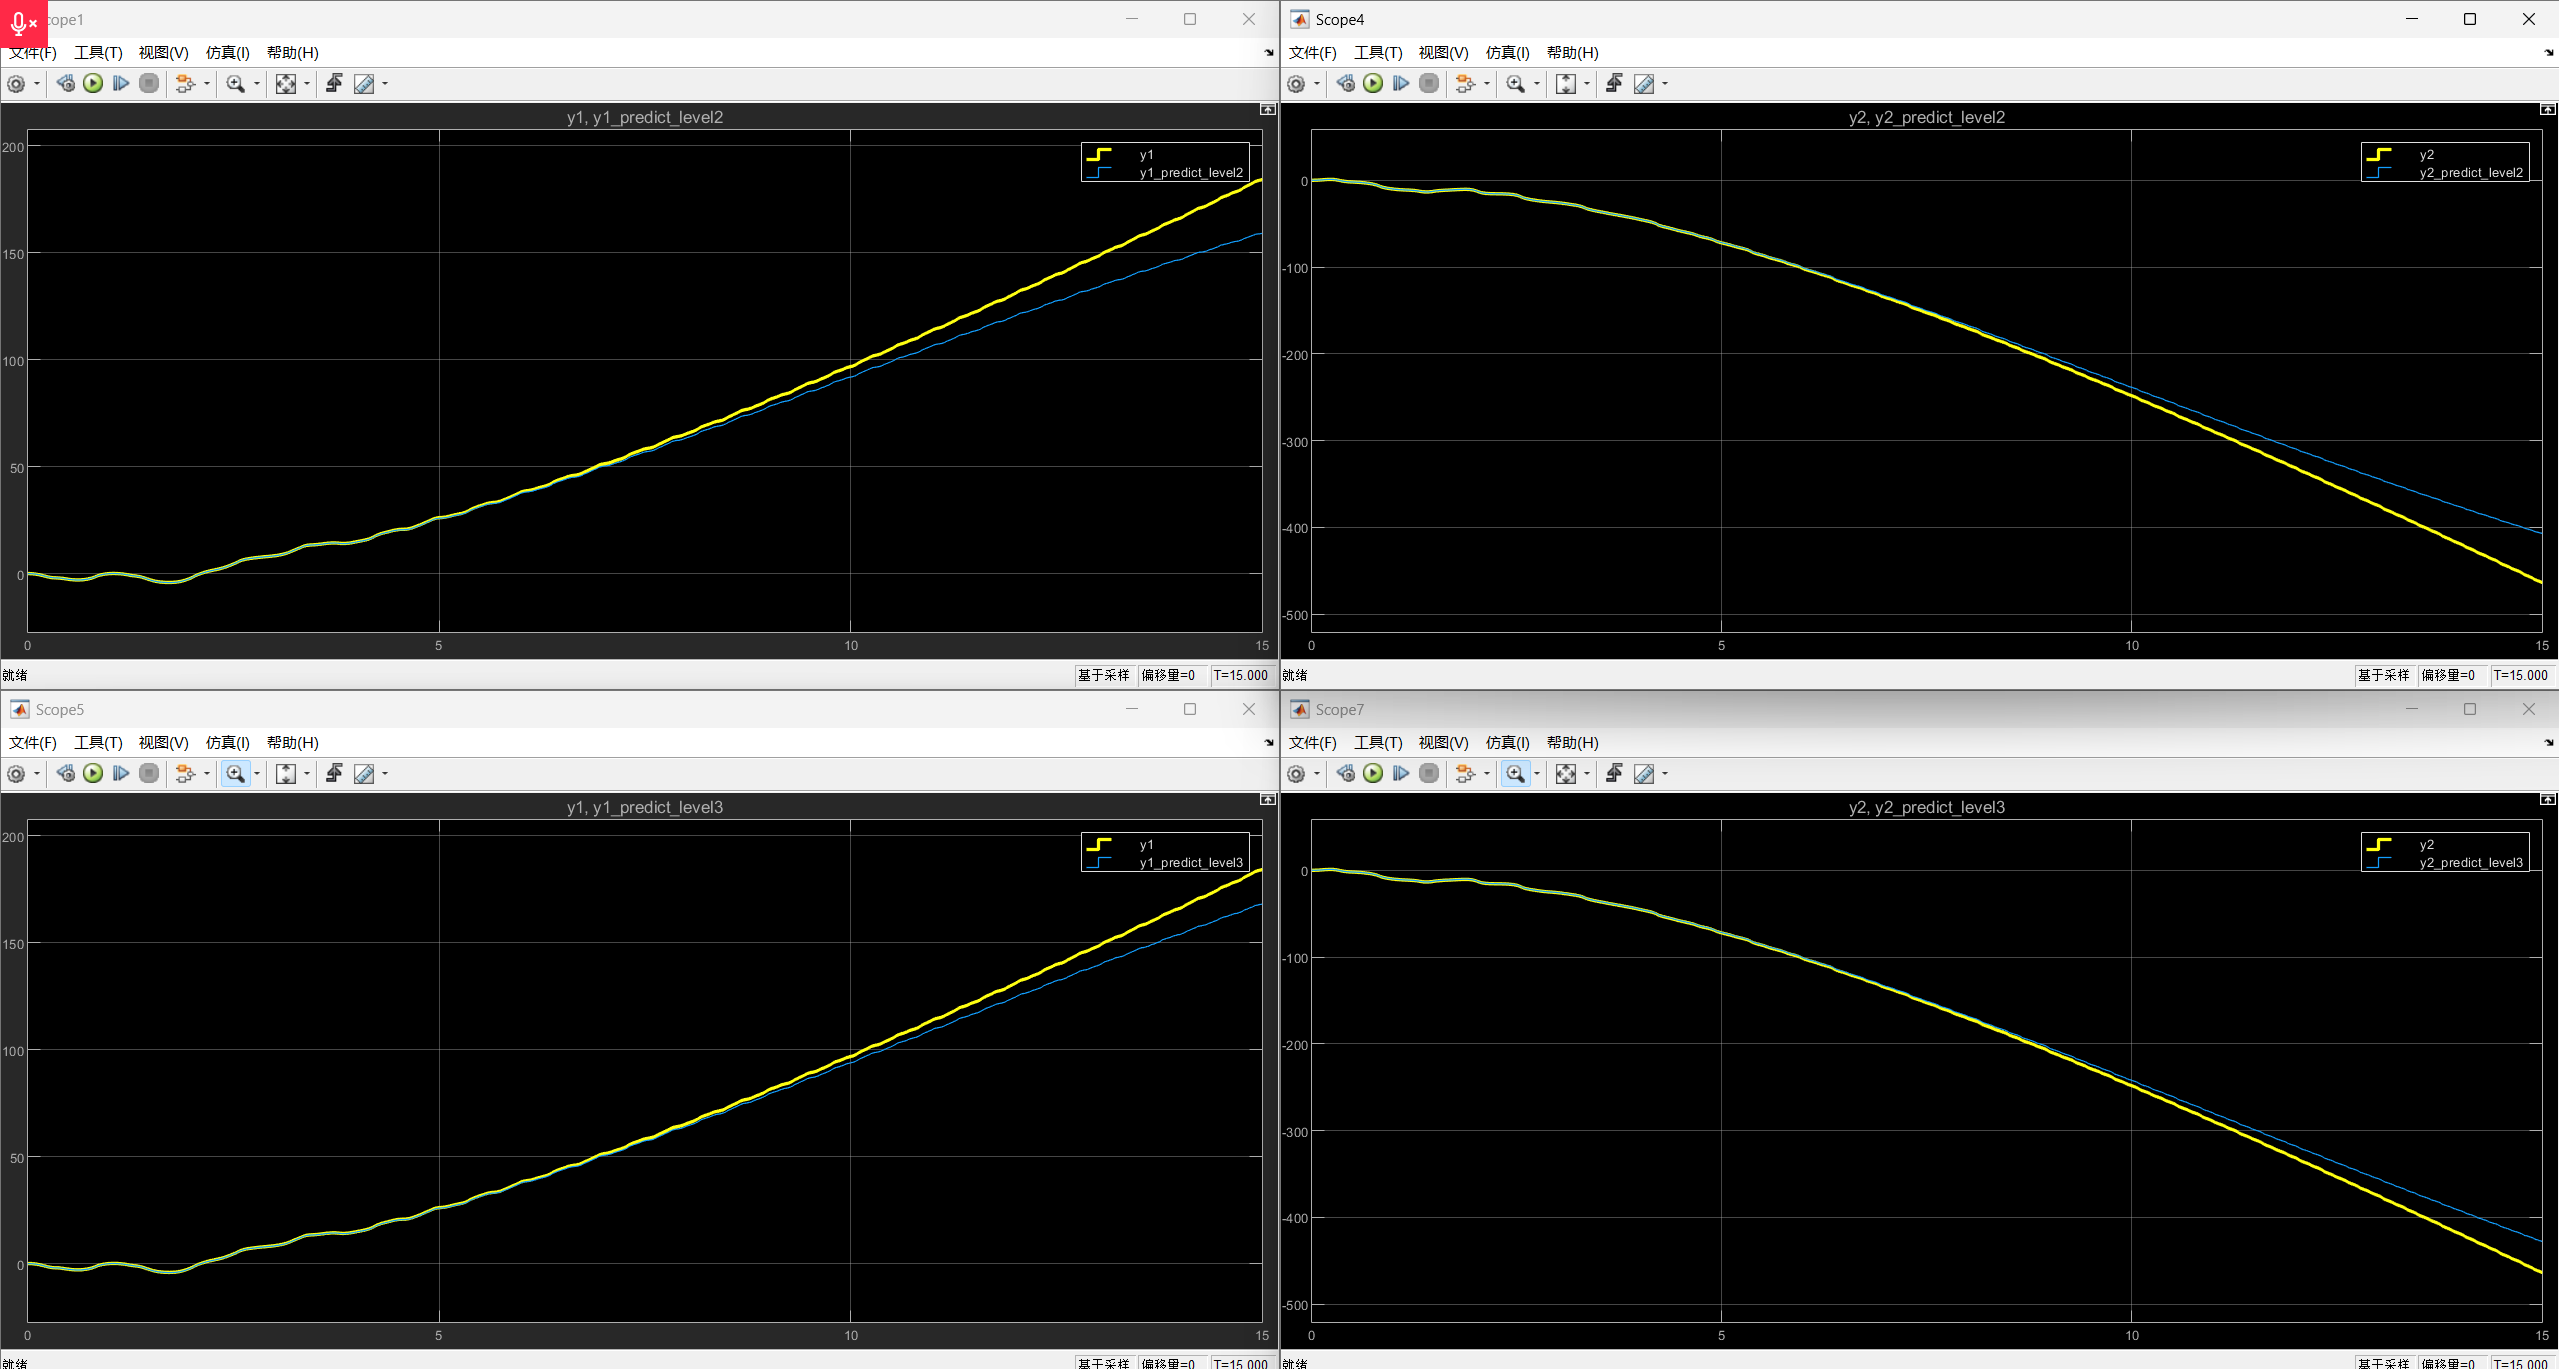 cope1
文件(F) 工具(T) 视图(V) 仿真(I) 帮助(H)
y1, y1_predict_level2
y1
y1_predict_level2
200
150
100
50
0
0 5 10 15
就绪 基于采样 偏移量=0 T=15.000
Scope4
文件(F) 工具(T) 视图(V) 仿真(I) 帮助(H)
y2, y2_predict_level2
y2
y2_predict_level2
0
-100
-200
-300
-400
-500
0 5 10 15
就绪 基于采样 偏移量=0 T=15.000
Scope5
文件(F) 工具(T) 视图(V) 仿真(I) 帮助(H)
y1, y1_predict_level3
y1
y1_predict_level3
200
150
100
50
0
0 5 10 15
就绪 基于采样 偏移量=0 T=15.000
Scope7
文件(F) 工具(T) 视图(V) 仿真(I) 帮助(H)
y2, y2_predict_level3
y2
y2_predict_level3
0
-100
-200
-300
-400
-500
0 5 10 15
就绪 基于采样 偏移量=0 T=15.000